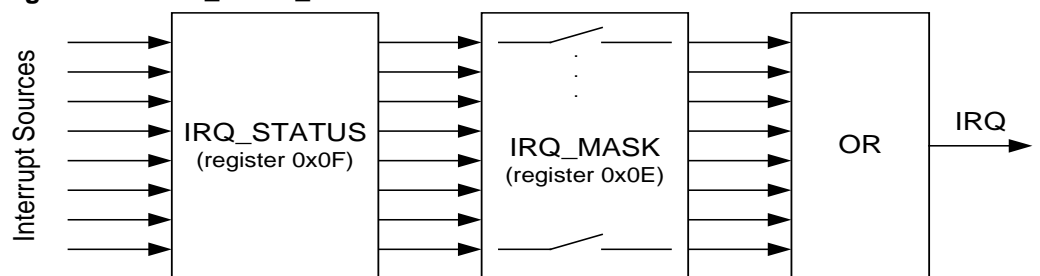 Interrupt Sources
IRQ_STATUS
(register 0x0F)
IRQ_MASK
(register 0x0E)
OR
IRQ